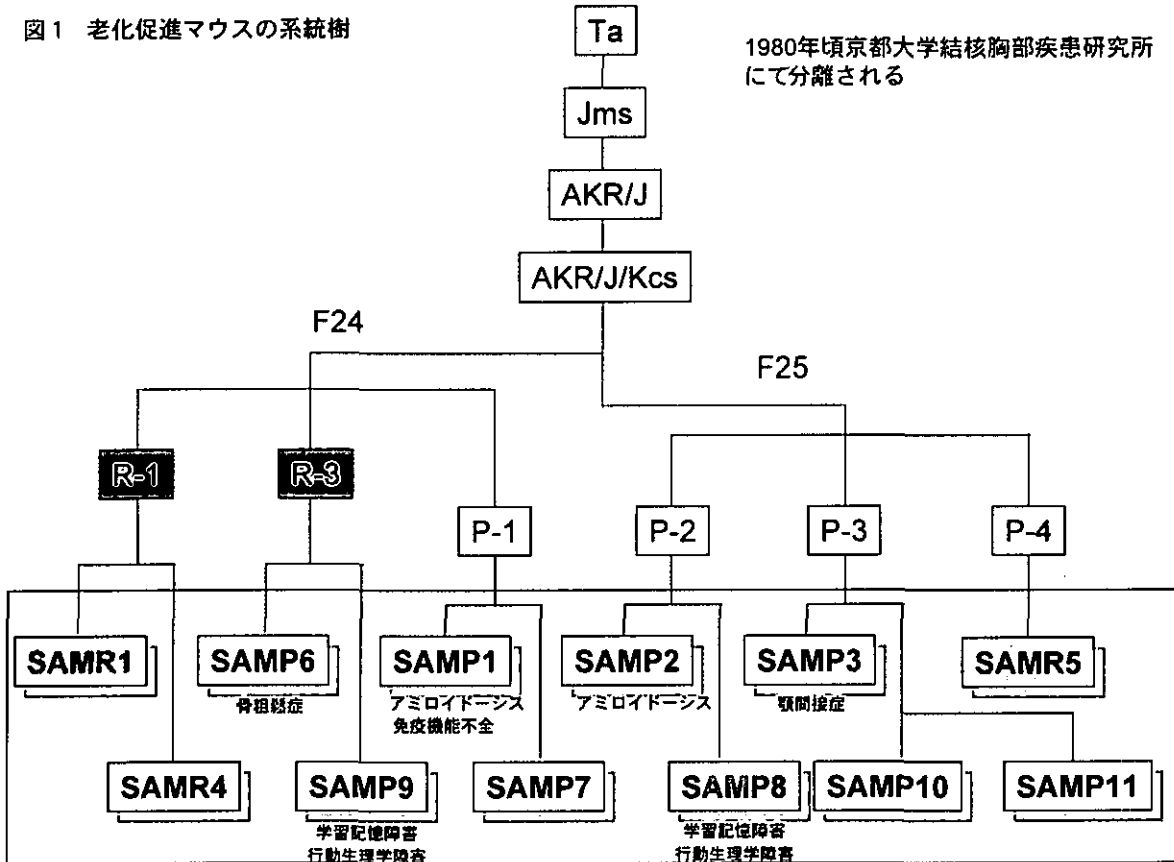 図1 老化促進マウスの系統樹
Ta
1980年頃京都大学結核胸部疾患研究所
にて分離される
Jms
AKR/J
AKR/J/Kcs
F24
F25
R-1
R-3
P-1
P-2
P-3
P-4
SAMR1
SAMP6
SAMP1
SAMP2
SAMP3
SAMR5
骨粗鬆症
アミロイドーシス
免疫機能不全
アミロイドーシス
顎関接症
SAMR4
SAMP9
SAMP7
SAMP8
SAMP10
SAMP11
学習記憶障害
行動生理学障害
学習記憶障害
行動生理学障害